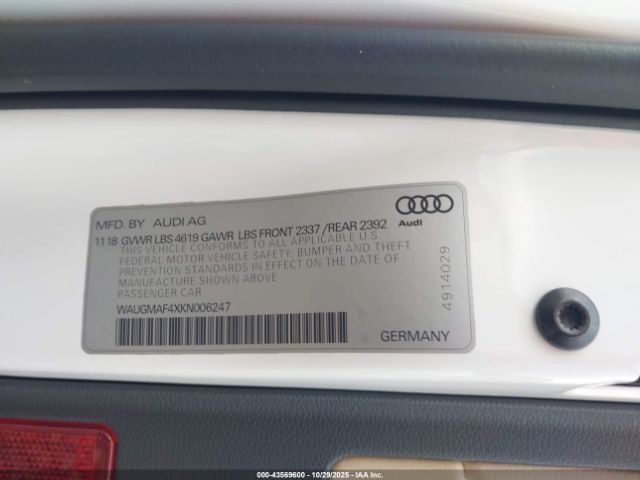 MFD. BY AUDI AG
11 18 GVWR LBS 4619 GAWR LBS FRONT 2337 /REAR 2392
THIS VEHICLE CONFORMS TO ALL APPLICABLE U.S.
FEDERAL MOTOR VEHICLE SAFETY, BUMPER AND THEFT
PREVENTION STANDARDS IN EFFECT ON THE DATE OF
MANUFACTURE SHOWN ABOVE
PASSENGER CAR
WAUGMAF4XKN006247
GERMANY
Audi
4914029
000-43569600 - 10/29/2025 - IAAI.COM